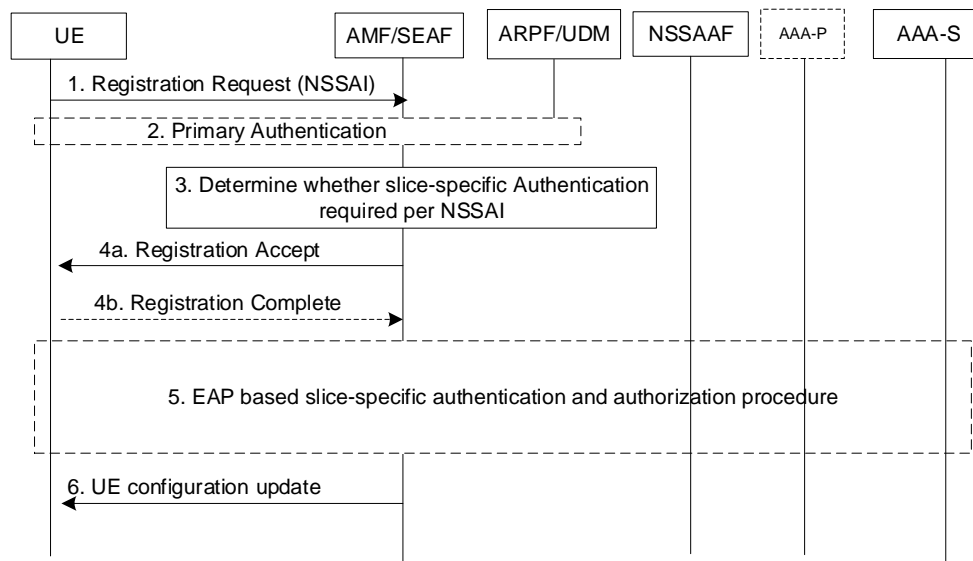 UE
AMF/SEAF
ARPF/UDM
NSSAAF
AAA-P
AAA-S
1. Registration Request (NSSAI)
2. Primary Authentication
3. Determine whether slice-specific Authentication
required per NSSAI
4a. Registration Accept
4b. Registration Complete
5. EAP based slice-specific authentication and authorization procedure
6. UE configuration update